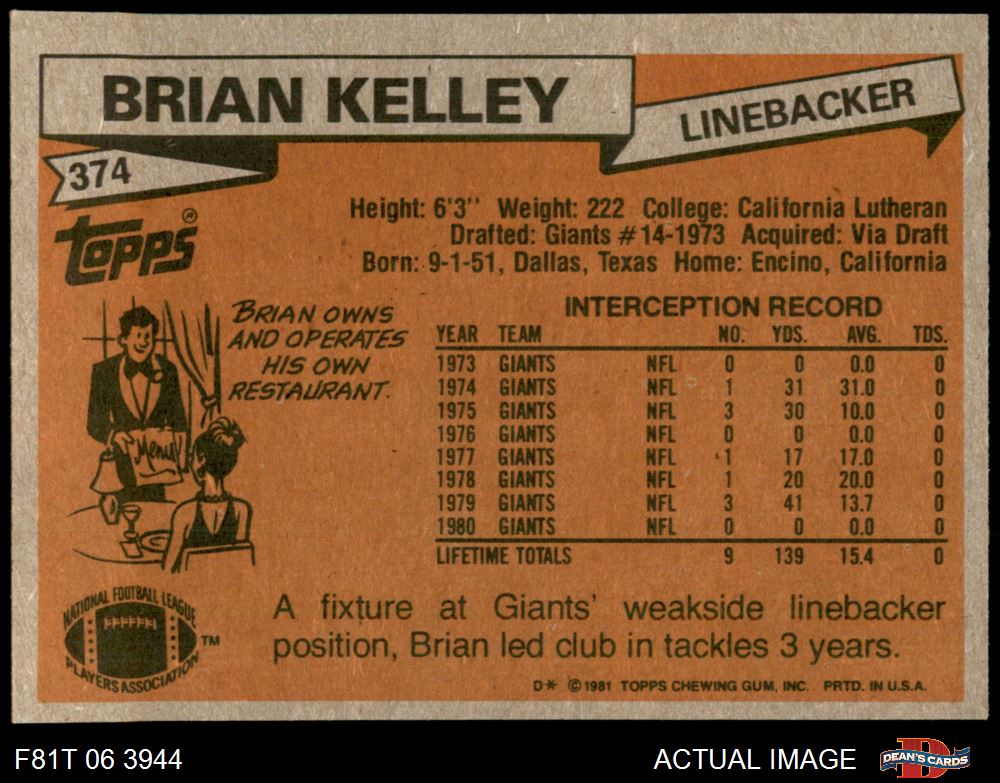 BRIAN KELLEY
LINEBACKER
374
Topps®
Height: 6'3'' Weight: 222 College: California Lutheran
Drafted: Giants #14-1973 Acquired: Via Draft
Born: 9-1-51, Dallas, Texas Home: Encino, California
BRIAN OWNS
AND OPERATES
HIS OWN
RESTAURANT.
Menu
INTERCEPTION RECORD
YEAR TEAM NO. YDS. AVG. TDS.
1973 GIANTS NFL 0 0 0.0 0
1974 GIANTS NFL 1 31 31.0 0
1975 GIANTS NFL 3 30 10.0 0
1976 GIANTS NFL 0 0 0.0 0
1977 GIANTS NFL 1 17 17.0 0
1978 GIANTS NFL 1 20 20.0 0
1979 GIANTS NFL 3 41 13.7 0
1980 GIANTS NFL 0 0 0.0 0
LIFETIME TOTALS 9 139 15.4 0
NATIONAL FOOTBALL LEAGUE
PLAYERS ASSOCIATION
TM
A fixture at Giants' weakside linebacker
position, Brian led club in tackles 3 years.
D* ©1981 TOPPS CHEWING GUM, INC. PRTD. IN U.S.A.
F81T 06 3944
ACTUAL IMAGE
D
DEAN'S CARDS